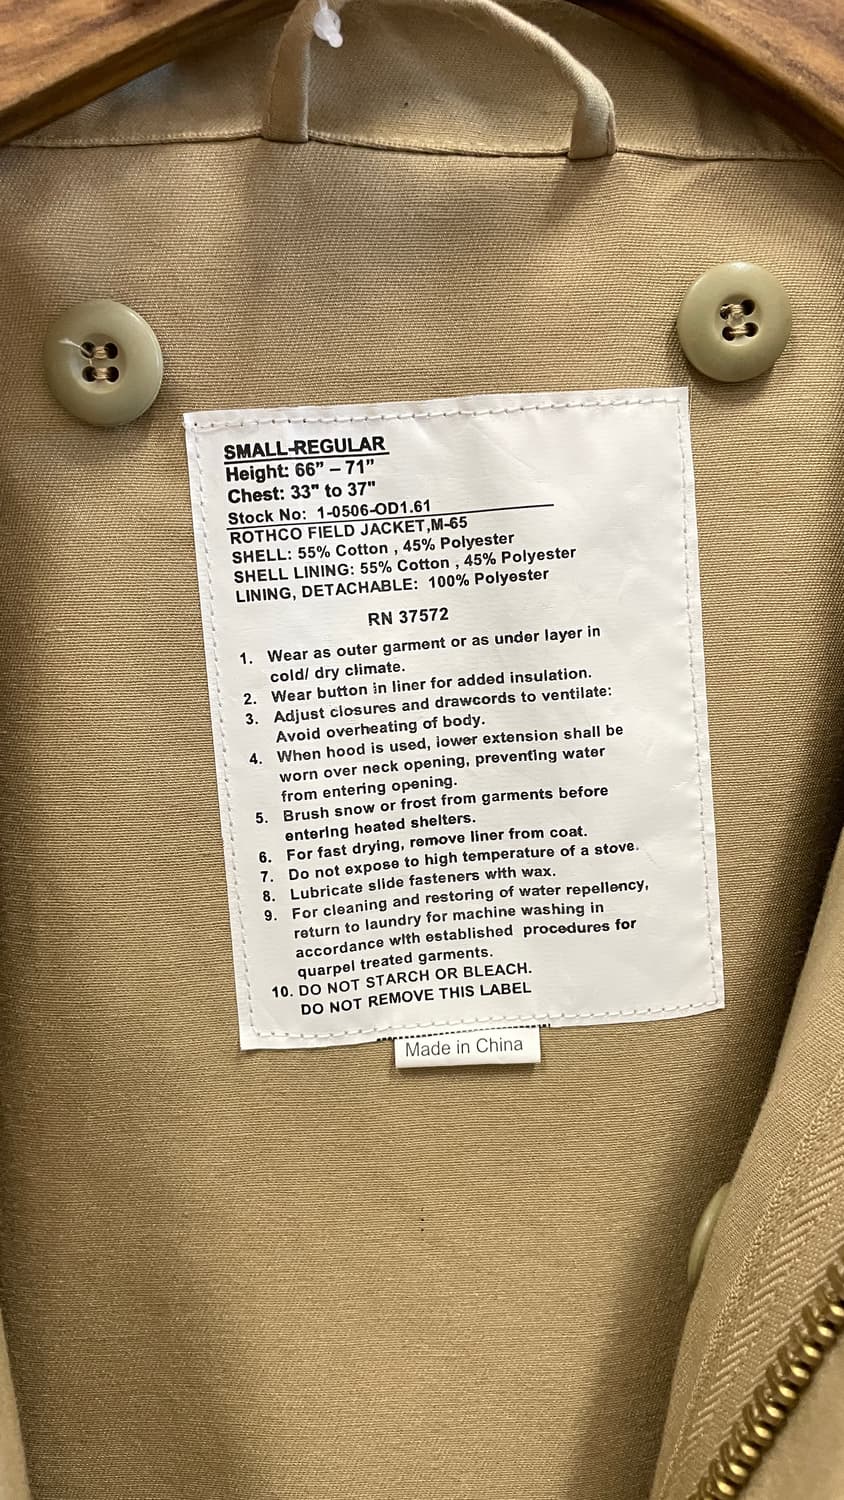 SMALL-REGULAR
Height: 66” – 71”
Chest: 33" to 37"
Stock No: 1-0506-OD1.61
ROTHCO FIELD JACKET,M-65
SHELL: 55% Cotton , 45% Polyester
SHELL LINING: 55% Cotton , 45% Polyester
LINING, DETACHABLE: 100% Polyester
RN 37572
1. Wear as outer garment or as under layer in
cold/ dry climate.
2. Wear button in liner for added insulation.
3. Adjust closures and drawcords to ventilate:
Avoid overheating of body.
4. When hood is used, lower extension shall be
worn over neck opening, preventing water
from entering opening.
5. Brush snow or frost from garments before
entering heated shelters.
6. For fast drying, remove liner from coat.
7. Do not expose to high temperature of a stove.
8. Lubricate slide fasteners with wax.
9. For cleaning and restoring of water repellency,
return to laundry for machine washing in
accordance with established procedures for
quarpel treated garments.
10. DO NOT STARCH OR BLEACH.
DO NOT REMOVE THIS LABEL
Made in China